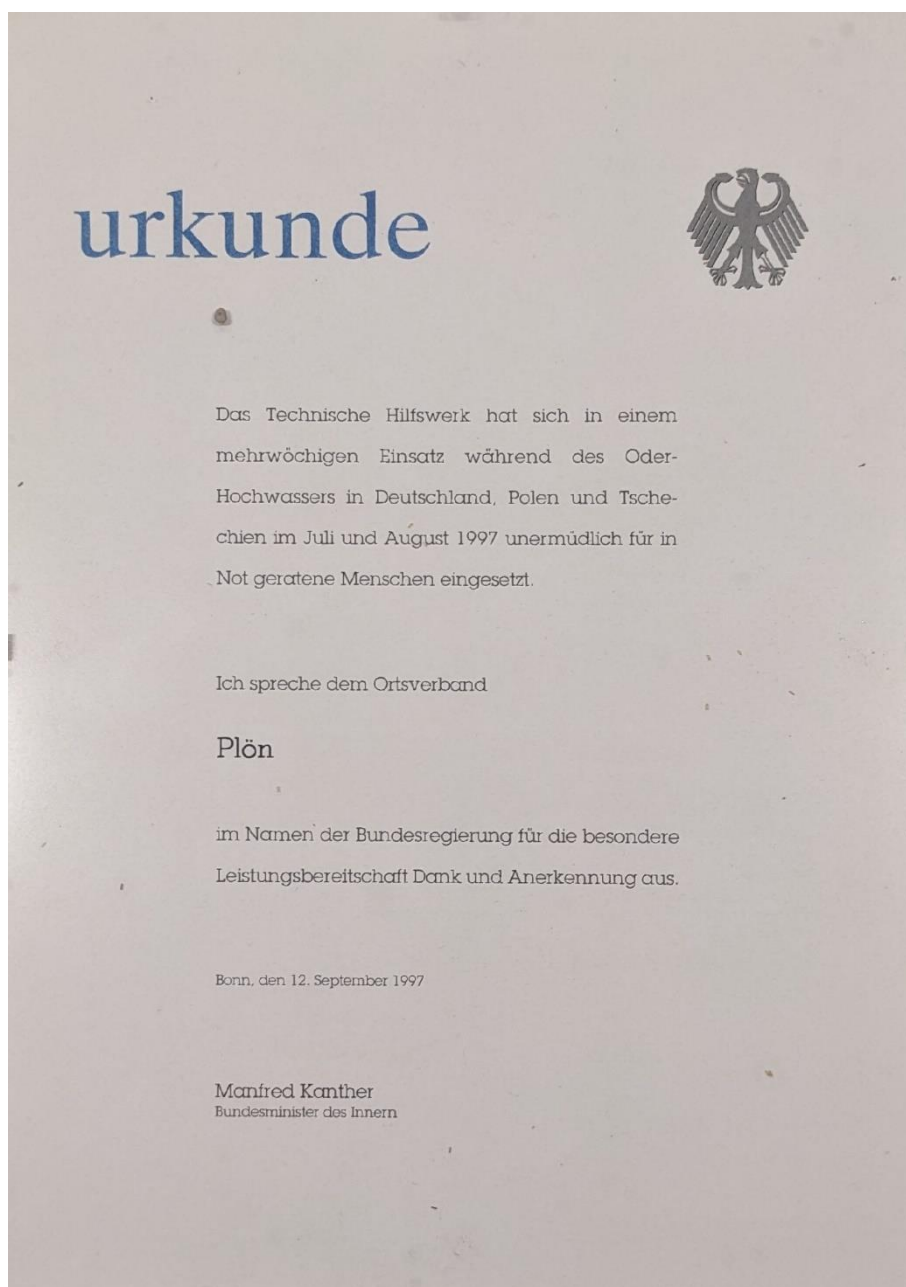 urkunde
Das Technische Hilfswerk hat sich in einem
mehrwöchigen Einsatz während des Oder-
Hochwassers in Deutschland, Polen und Tsche-
chien im Juli und August 1997 unermüdlich für in
Not geratene Menschen eingesetzt.
Ich spreche dem Ortsverband
Plön
im Namen der Bundesregierung für die besondere
Leistungsbereitschaft Dank und Anerkennung aus.
Bonn, den 12. September 1997
Manfred Kanther
Bundesminister des Innern